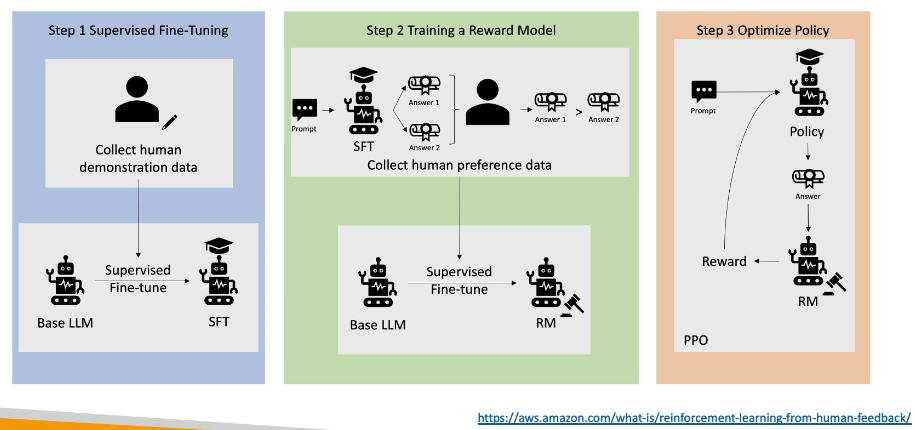 Step 1 Supervised Fine-Tuning
Collect human
demonstration data
Base LLM
Supervised
Fine-tune
SFT
Step 2 Training a Reward Model
Prompt
SFT
Answer 1
Answer 2
Answer 1
>
Answer 2
Collect human preference data
Base LLM
Supervised
Fine-tune
RM
Step 3 Optimize Policy
Prompt
Policy
Answer
Reward
RM
PPO
https://aws.amazon.com/what-is/reinforcement-learning-from-human-feedback/